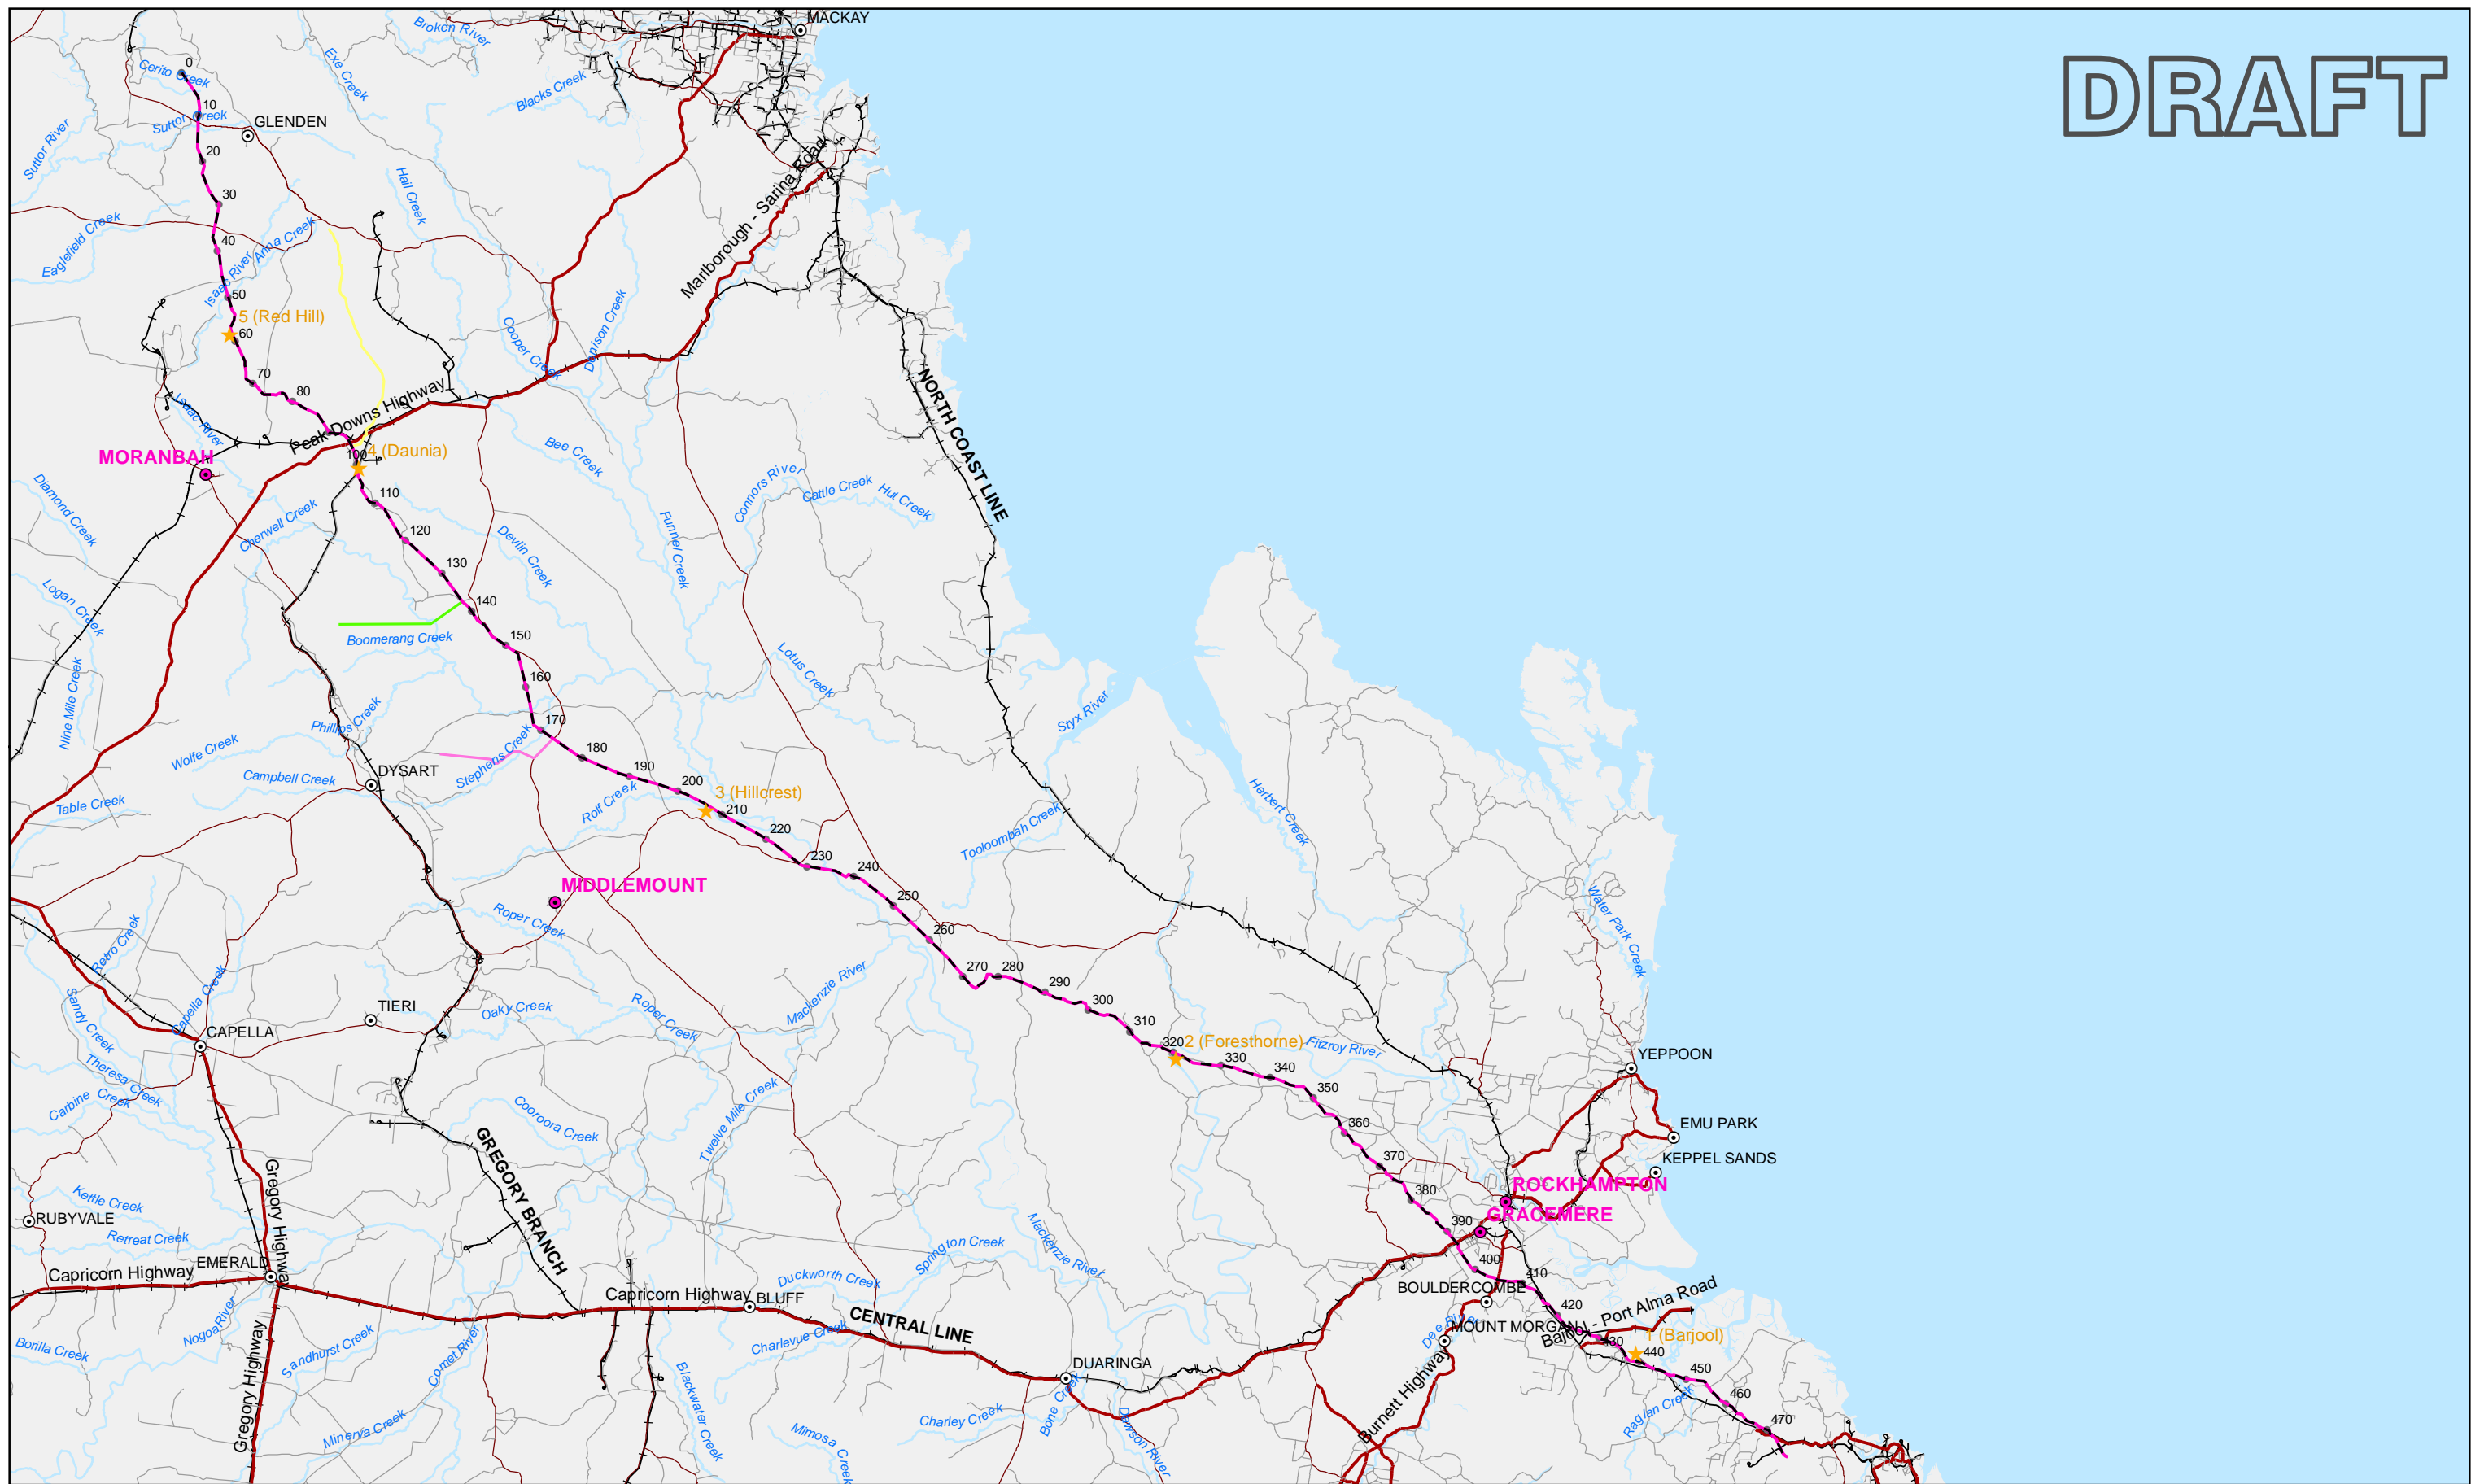 MACKAY
Broken River
DRAFT
0
Cerito Creek
Exe Creek
Blacks Creek
10
Suttor Creek
GLENDEN
Suttor River
20
Hail Creek
Marlborough - Sarina Road
30
Eaglefield Creek
40
Anna Creek
Isaac River
50
5 (Red Hill)
60
Cooper Creek
Denison Creek
70
80
NORTH COAST LINE
Isaac River
Peak Downs Highway
MORANBAH
100
4 (Daunia)
Bee Creek
Connors River
Cattle Creek
Hut Creek
Diamond Creek
110
Cherwell Creek
120
Devlin Creek
Funnel Creek
130
Logan Creek
140
Boomerang Creek
150
Lotus Creek
160
Nine Mile Creek
Phillips Creek
170
Styx River
Wolfe Creek
Stephens Creek
180
DYSART
Campbell Creek
190
200
3 (Hillcrest)
Herbert Creek
Table Creek
Rolf Creek
210
220
Tooloombah Creek
230
240
MIDDLEMOUNT
250
Water Park Creek
Roper Creek
260
Retro Creek
270
280
290
Mackenzie River
Capella Creek
Sandy Creek
TIERI
Oaky Creek
Roper Creek
300
310
CAPELLA
320
2 (Foresthorne)
Fitzroy River
330
YEPPOON
340
Theresa Creek
Carbine Creek
350
Cooroora Creek
Twelve Mile Creek
360
EMU PARK
GREGORY BRANCH
370
KEPPEL SANDS
ROCKHAMPTON
Kettle Creek
380
GRACEMERE
RUBYVALE
390
Gregory Highway
Retreat Creek
Mackenzie River
Springton Creek
EMERALD
400
Capricorn Highway
Duckworth Creek
410
BOULDERCOMBE
Capricorn Highway
BLUFF
420
Bajool - Port Alma Road
CENTRAL LINE
Nogoa River
Dee River
MOUNT MORGAN
1 (Barjool)
430
440
Borilla Creek
Gregory Highway
Sandhurst Creek
Comet River
Charlevue Creek
DUARINGA
450
460
Blackwater Creek
Burnett Highway
Raglan Creek
Minerva Creek
Mimosa Creek
Charley Creek
Bone Creek
Dawson River
470